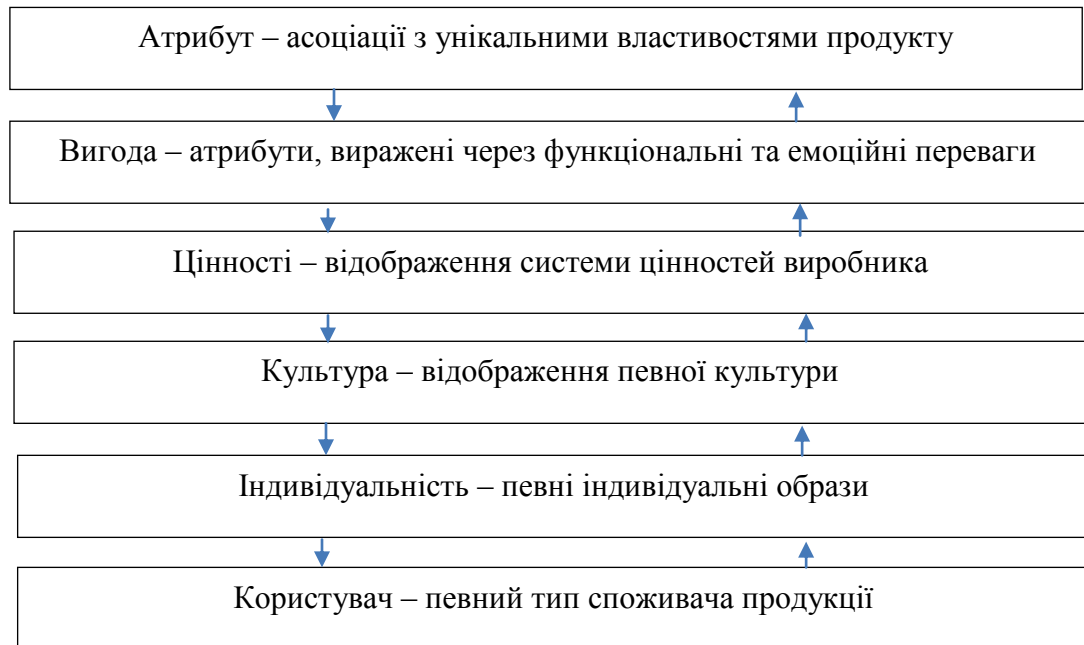 Атрибут – асоціації з унікальними властивостями продукту
Вигода – атрибути, виражені через функціональні та емоційні переваги
Цінності – відображення системи цінностей виробника
Культура – відображення певної культури
Індивідуальність – певні індивідуальні образи
Користувач – певний тип споживача продукції